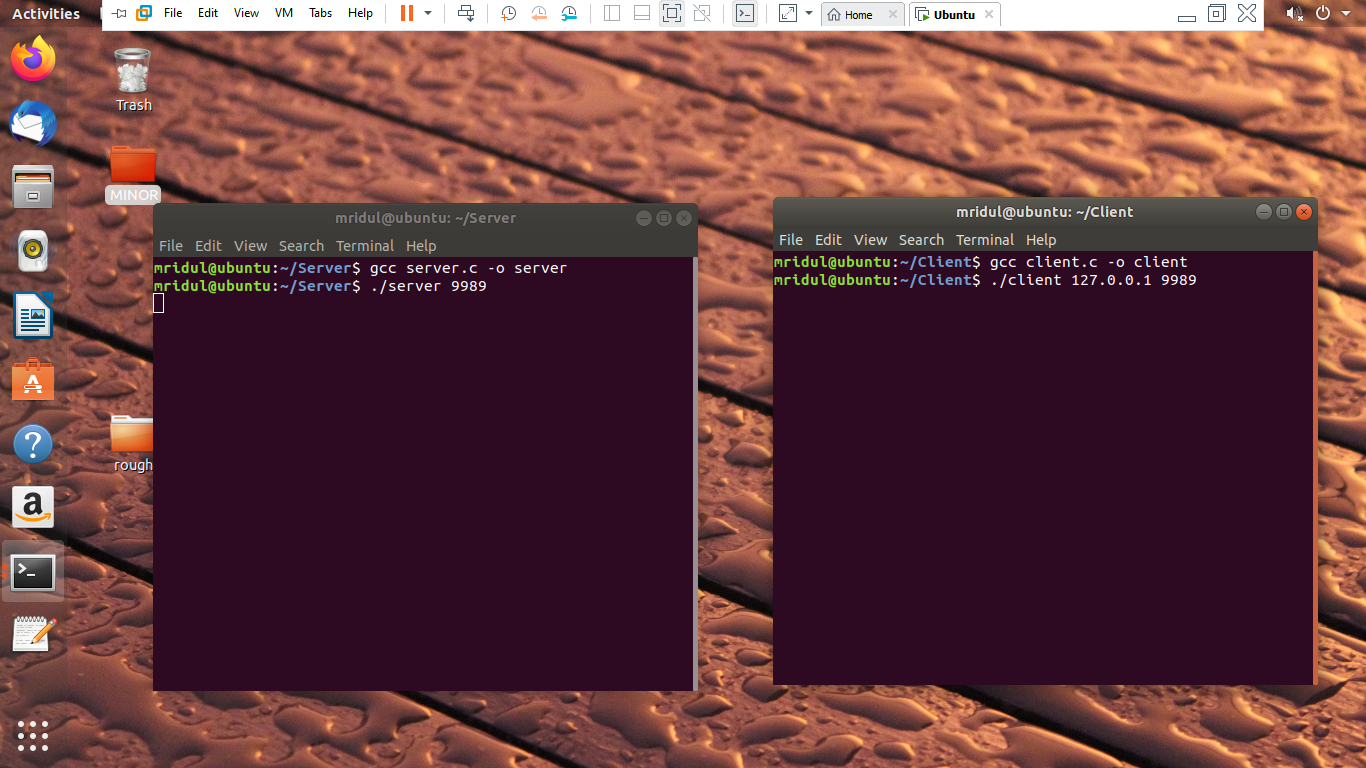 Activities
File Edit View VM Tabs Help
Home
Ubuntu
Trash
MINOR
rough
mridul@ubuntu: ~/Server
File Edit View Search Terminal Help
mridul@ubuntu:~/Server$ gcc server.c -o server
mridul@ubuntu:~/Server$ ./server 9989
mridul@ubuntu: ~/Client
File Edit View Search Terminal Help
mridul@ubuntu:~/Client$ gcc client.c -o client
mridul@ubuntu:~/Client$ ./client 127.0.0.1 9989